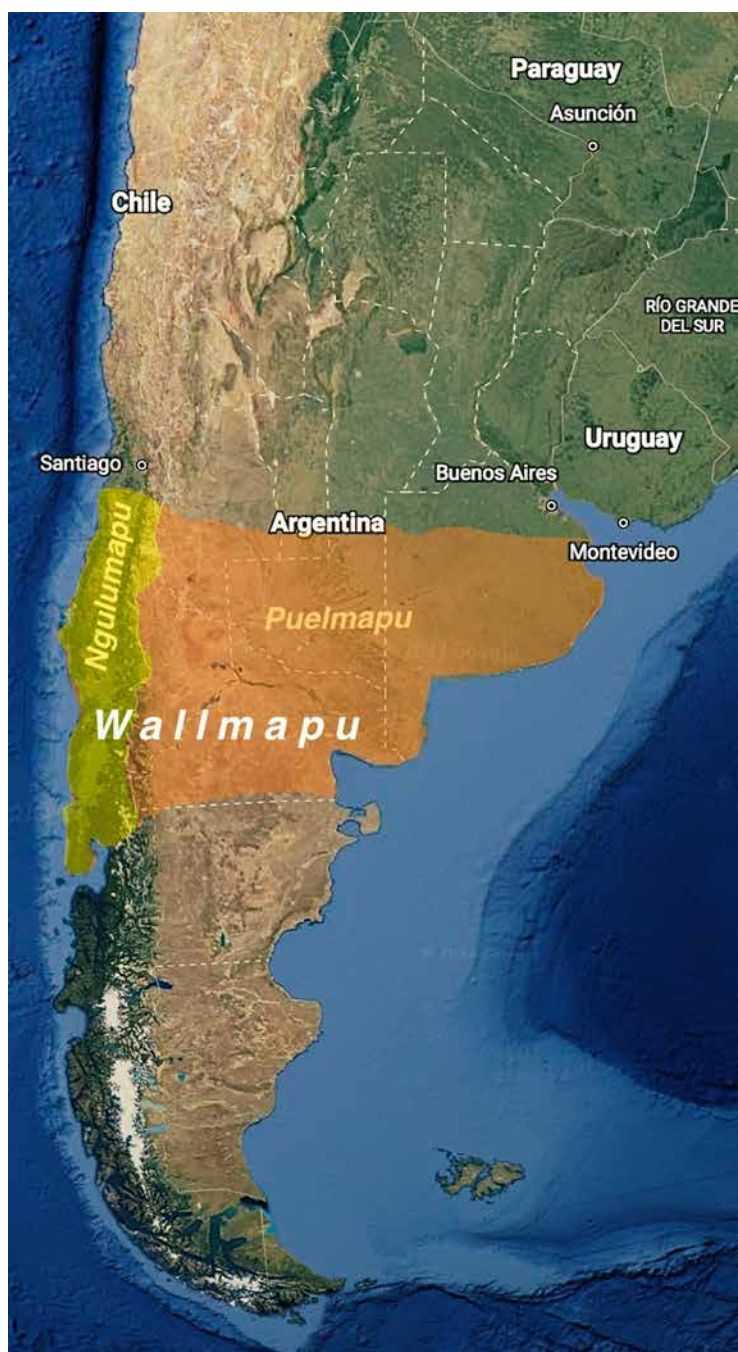 Paraguay
Asunción
Chile
RÍO GRANDE
DEL SUR
Uruguay
Santiago
Buenos Aires
Argentina
Montevideo
Ngulumapu
Puelmapu
Wallmapu